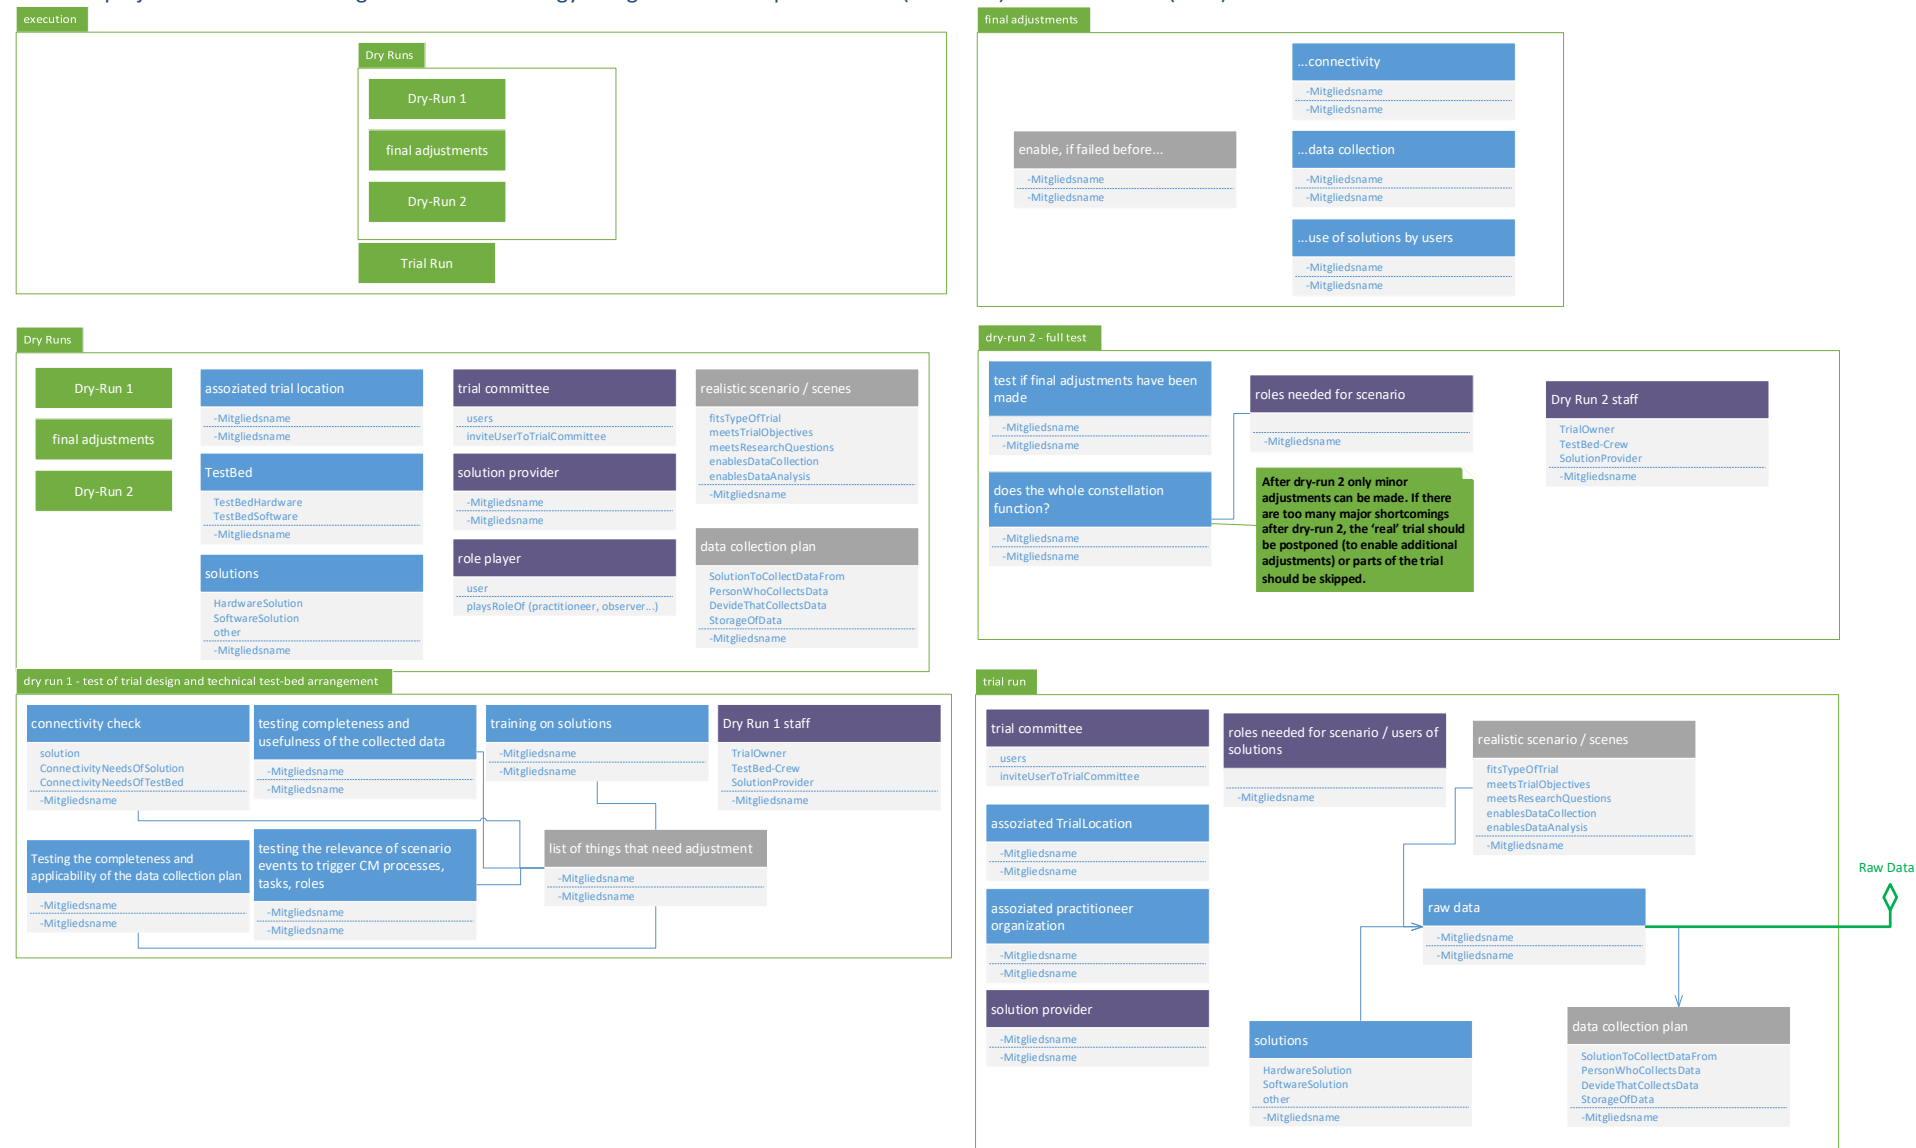 execution
Dry Runs
Dry-Run 1
final adjustments
Dry-Run 2
Trial Run
final adjustments
enable, if failed before...
-Mitgliedsname
-Mitgliedsname
...connectivity
-Mitgliedsname
-Mitgliedsname
...data collection
-Mitgliedsname
-Mitgliedsname
...use of solutions by users
-Mitgliedsname
-Mitgliedsname
Dry Runs
Dry-Run 1
final adjustments
Dry-Run 2
assoziated trial location
-Mitgliedsname
-Mitgliedsname
TestBed
TestBedHardware
TestBedSoftware
-Mitgliedsname
solutions
HardwareSolution
SoftwareSolution
other
-Mitgliedsname
trial committee
users
inviteUserToTrialCommittee
solution provider
-Mitgliedsname
-Mitgliedsname
role player
user
playsRoleOf (practitioneer, observer...)
realistic scenario / scenes
fitsTypeOfTrial
meetsTrialObjectives
meetsResearchQuestions
enablesDataCollection
enablesDataAnalysis
-Mitgliedsname
data collection plan
SolutionToCollectDataFrom
PersonWhoCollectsData
DevideThatCollectsData
StorageOfData
-Mitgliedsname
dry-run 2 - full test
test if final adjustments have been
made
-Mitgliedsname
-Mitgliedsname
does the whole constellation
function?
-Mitgliedsname
-Mitgliedsname
roles needed for scenario
-Mitgliedsname
After dry-run 2 only minor
adjustments can be made. If there
are too many major shortcomings
after dry-run 2, the ‘real’ trial should
be postponed (to enable additional
adjustments) or parts of the trial
should be skipped.
Dry Run 2 staff
TrialOwner
TestBed-Crew
SolutionProvider
-Mitgliedsname
dry run 1 - test of trial design and technical test-bed arrangement
connectivity check
solution
ConnectivityNeedsOfSolution
ConnectivityNeedsOfTestBed
-Mitgliedsname
testing completeness and
usefulness of the collected data
-Mitgliedsname
-Mitgliedsname
training on solutions
-Mitgliedsname
-Mitgliedsname
Dry Run 1 staff
TrialOwner
TestBed-Crew
SolutionProvider
-Mitgliedsname
Testing the completeness and
applicability of the data collection plan
-Mitgliedsname
-Mitgliedsname
testing the relevance of scenario
events to trigger CM processes,
tasks, roles
-Mitgliedsname
-Mitgliedsname
list of things that need adjustment
-Mitgliedsname
-Mitgliedsname
trial run
trial committee
users
inviteUserToTrialCommittee
assoziated TrialLocation
-Mitgliedsname
-Mitgliedsname
assoziated practitioneer
organization
-Mitgliedsname
-Mitgliedsname
solution provider
-Mitgliedsname
-Mitgliedsname
roles needed for scenario / users of
solutions
-Mitgliedsname
realistic scenario / scenes
fitsTypeOfTrial
meetsTrialObjectives
meetsResearchQuestions
enablesDataCollection
enablesDataAnalysis
-Mitgliedsname
raw data
-Mitgliedsname
-Mitgliedsname
Raw Data
solutions
HardwareSolution
SoftwareSolution
other
-Mitgliedsname
data collection plan
SolutionToCollectDataFrom
PersonWhoCollectsData
DevideThatCollectsData
StorageOfData
-Mitgliedsname